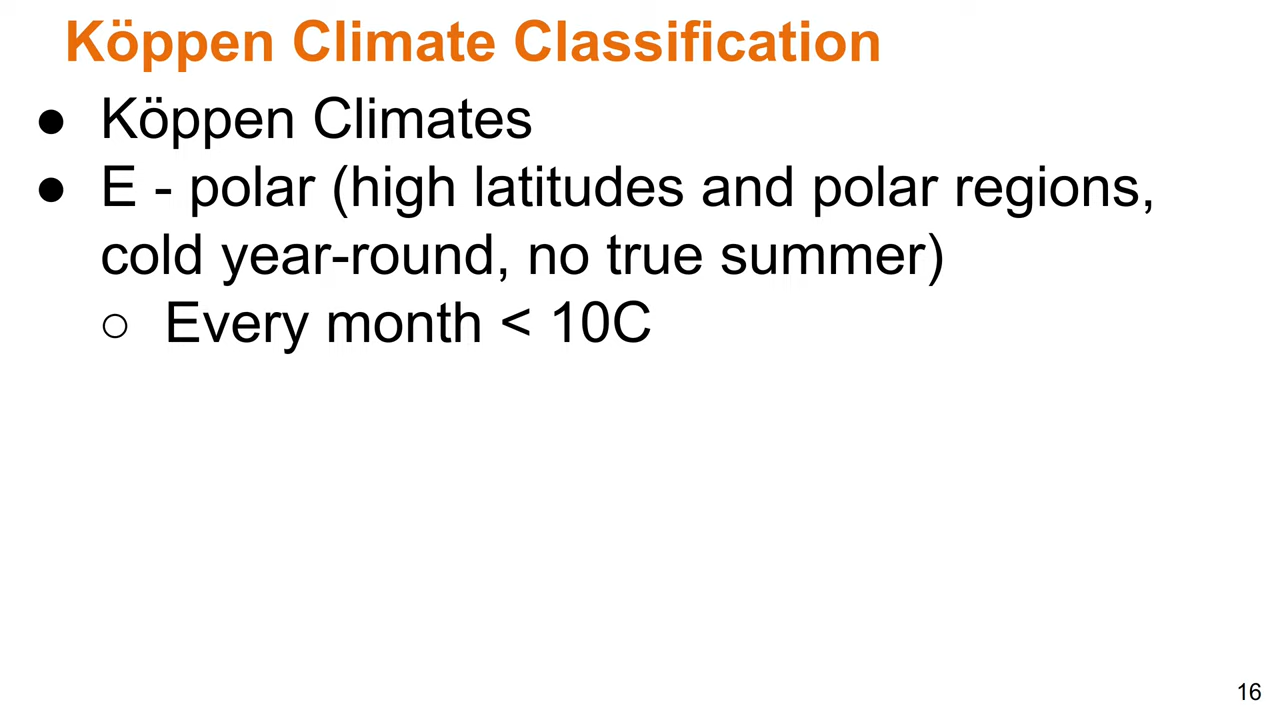 Köppen Climate Classification
● Köppen Climates
● E - polar (high latitudes and polar regions,
cold year-round, no true summer)
○ Every month < 10C
16